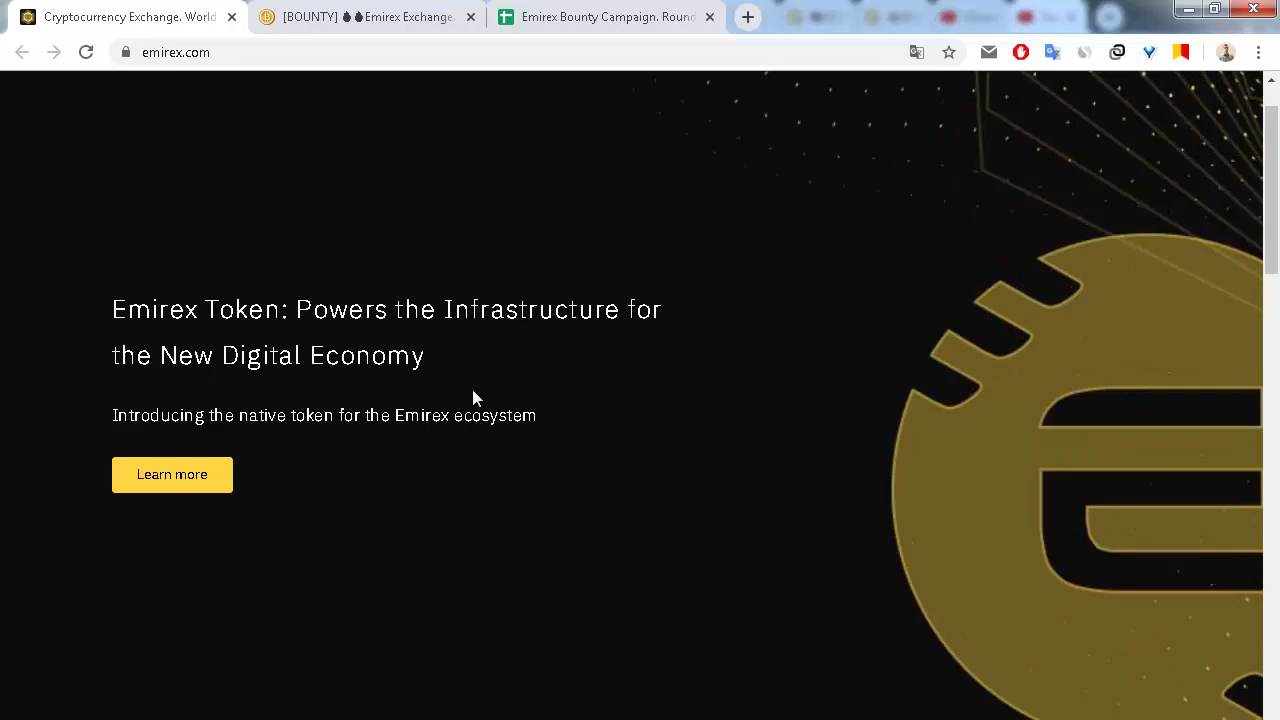 Cryptocurrency Exchange. World
[BOUNTY] Emirex Exchang
Emirex Bounty Campaign. Round
emirex.com
Emirex Token: Powers the Infrastructure for
the New Digital Economy
Introducing the native token for the Emirex ecosystem
Learn more